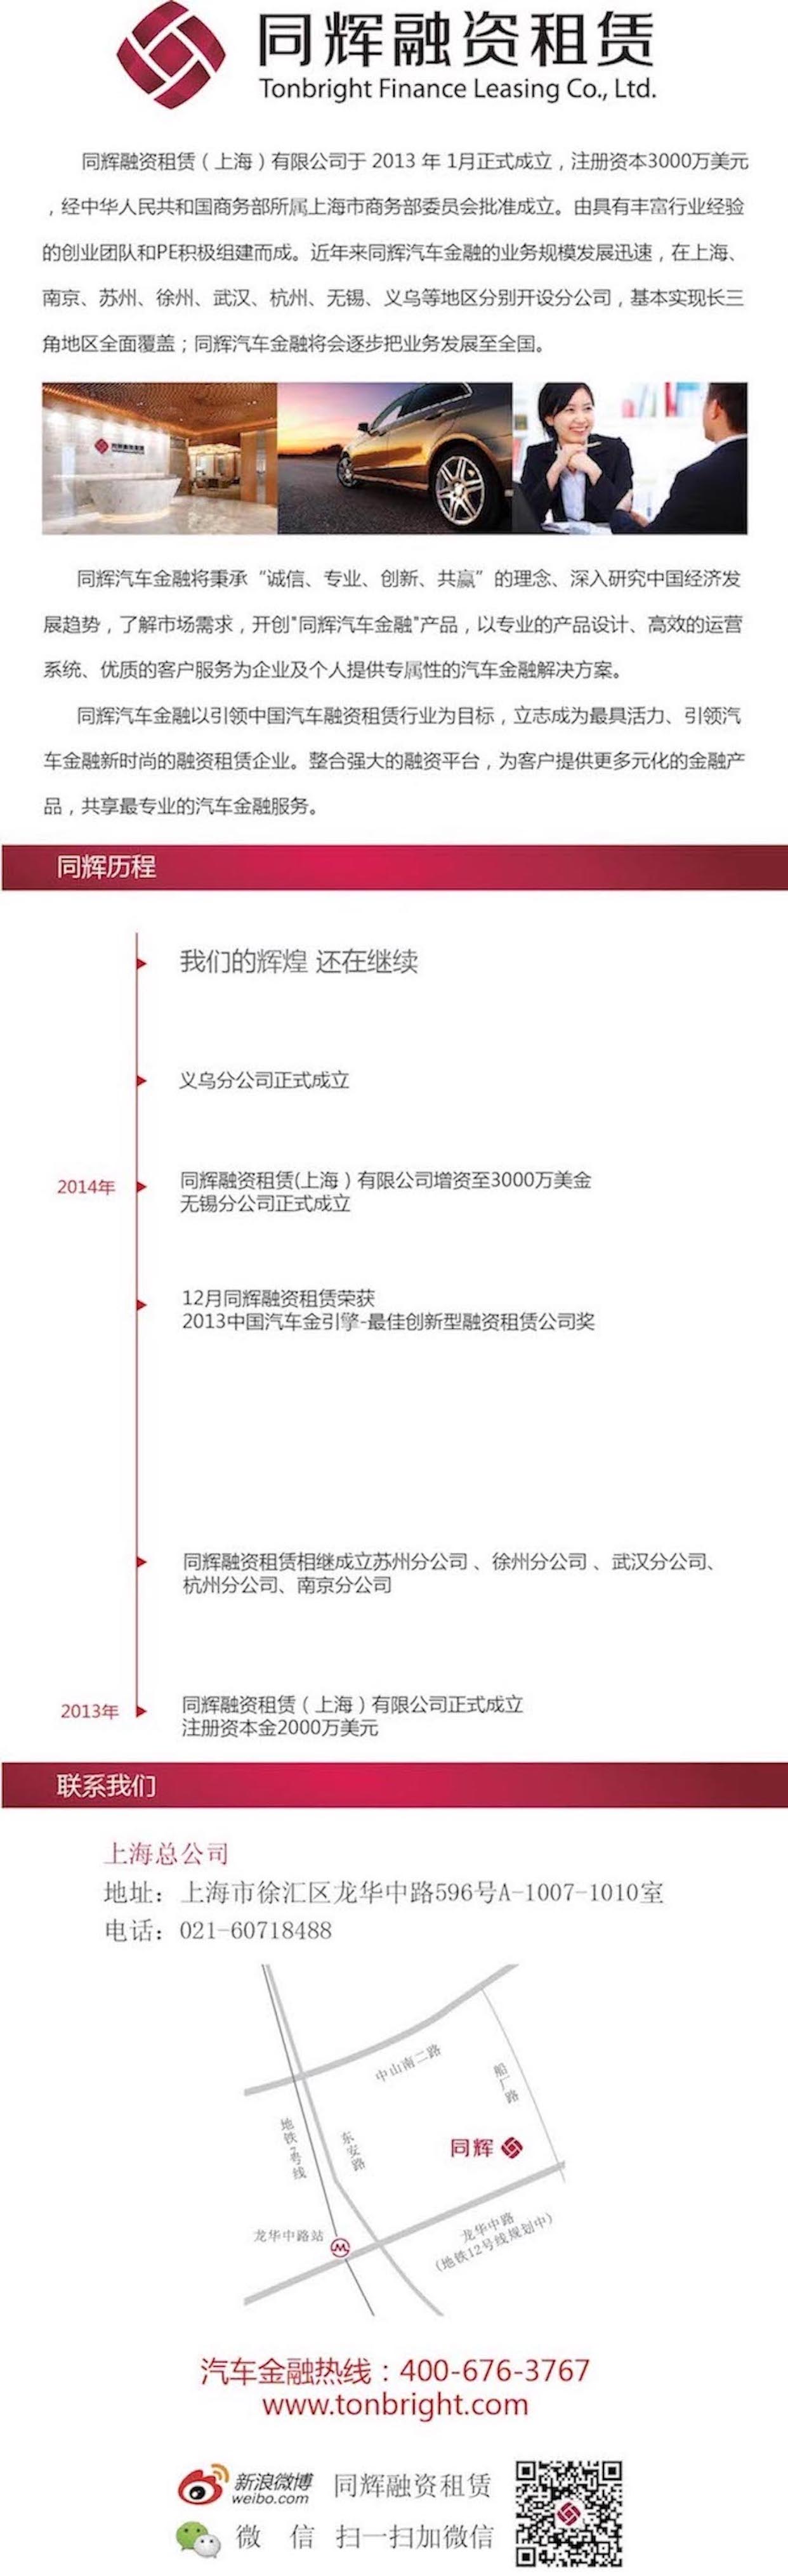 同辉融资租赁
Tonbright Finance Leasing Co., Ltd.
同辉融资租赁（上海）有限公司于 2013 年 1月正式成立，注册资本3000万美元
，经中华人民共和国商务部所属上海市商务部委员会批准成立。由具有丰富行业经验
的创业团队和PE积极组建而成。近年来同辉汽车金融的业务规模发展迅速，在上海、
南京、苏州、徐州、武汉、杭州、无锡、义乌等地区分别开设分公司，基本实现长三
角地区全面覆盖；同辉汽车金融将会逐步把业务发展至全国。
同辉汽车金融将秉承“诚信、专业、创新、共赢”的理念、深入研究中国经济发
展趋势，了解市场需求，开创"同辉汽车金融"产品，以专业的产品设计、高效的运营
系统、优质的客户服务为企业及个人提供专属性的汽车金融解决方案。
同辉汽车金融以引领中国汽车融资租赁行业为目标，立志成为最具活力、引领汽
车金融新时尚的融资租赁企业。整合强大的融资平台，为客户提供更多元化的金融产
品，共享最专业的汽车金融服务。
同辉历程
我们的辉煌 还在继续
义乌分公司正式成立
2014年
同辉融资租赁(上海）有限公司增资至3000万美金
无锡分公司正式成立
12月同辉融资租赁荣获
2013中国汽车金引擎-最佳创新型融资租赁公司奖
同辉融资租赁相继成立苏州分公司 、徐州分公司 、武汉分公司、
杭州分公司、南京分公司
2013年
同辉融资租赁（上海）有限公司正式成立
注册资本金2000万美元
联系我们
上海总公司
地址：上海市徐汇区龙华中路596号A-1007-1010室
电话：021-60718488
中山南二路
船厂路
地铁7号线
东安路
同辉
龙华中路站
龙华中路
（地铁12号线规划中）
汽车金融热线：400-676-3767
www.tonbright.com
新浪微博
weibo.com
同辉融资租赁
微 信 扫一扫加微信